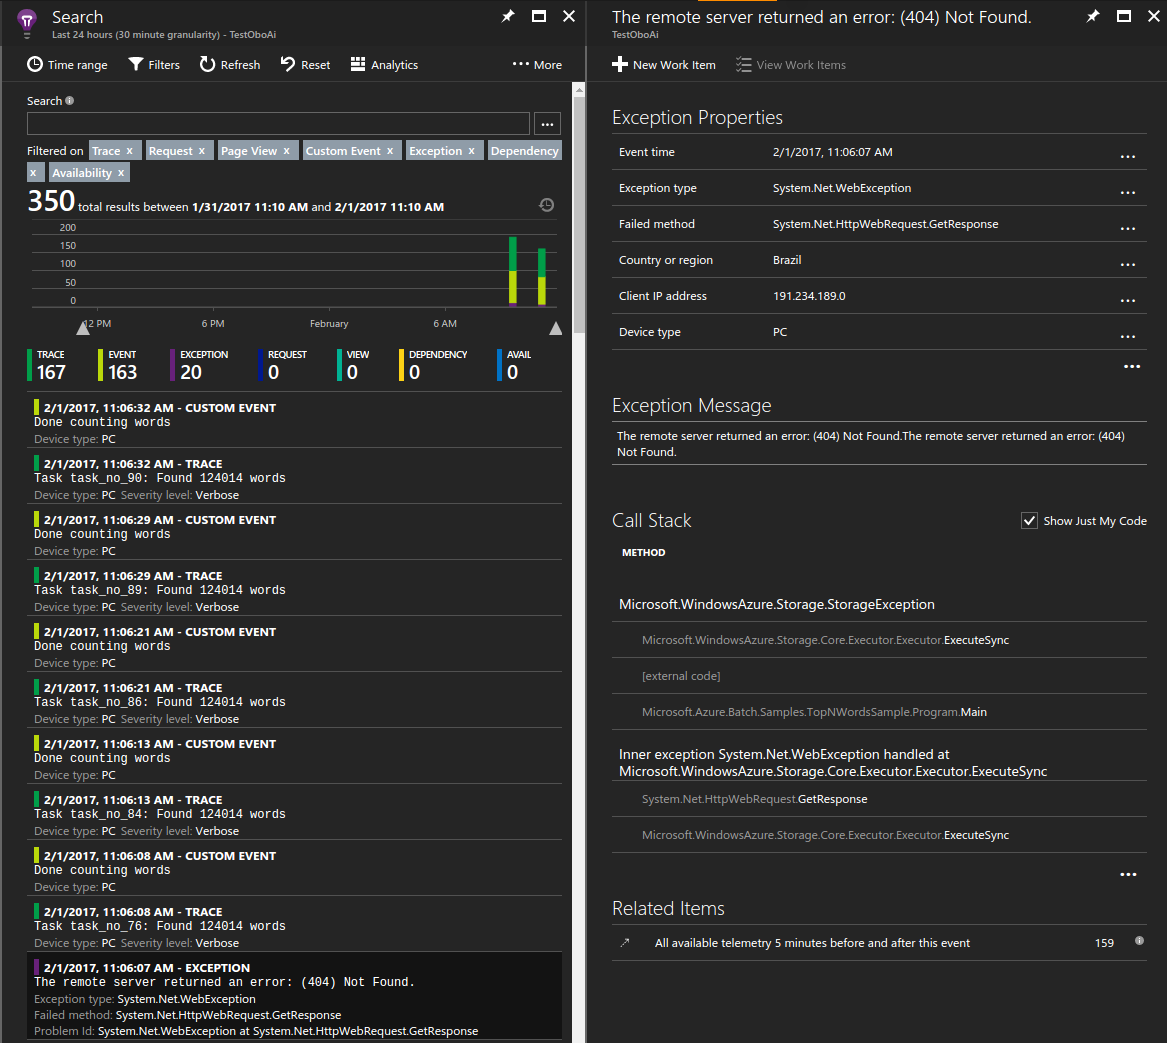 Search
Last 24 hours (30 minute granularity) - TestOboAi
Time range Filters Refresh Reset Analytics ··· More
Search
...
Filtered on Trace x Request x Page View x Custom Event x Exception x Dependency
x Availability x
350 total results between 1/31/2017 11:10 AM and 2/1/2017 11:10 AM
200
150
100
50
0
12 PM 6 PM February 6 AM
TRACE EVENT EXCEPTION REQUEST VIEW DEPENDENCY AVAIL
167 163 20 0 0 0 0
2/1/2017, 11:06:32 AM - CUSTOM EVENT
Done counting words
Device type: PC
2/1/2017, 11:06:32 AM - TRACE
Task task_no_90: Found 124014 words
Device type: PC Severity level: Verbose
2/1/2017, 11:06:29 AM - CUSTOM EVENT
Done counting words
Device type: PC
2/1/2017, 11:06:29 AM - TRACE
Task task_no_89: Found 124014 words
Device type: PC Severity level: Verbose
2/1/2017, 11:06:21 AM - CUSTOM EVENT
Done counting words
Device type: PC
2/1/2017, 11:06:21 AM - TRACE
Task task_no_86: Found 124014 words
Device type: PC Severity level: Verbose
2/1/2017, 11:06:13 AM - CUSTOM EVENT
Done counting words
Device type: PC
2/1/2017, 11:06:13 AM - TRACE
Task task_no_84: Found 124014 words
Device type: PC Severity level: Verbose
2/1/2017, 11:06:08 AM - CUSTOM EVENT
Done counting words
Device type: PC
2/1/2017, 11:06:08 AM - TRACE
Task task_no_76: Found 124014 words
Device type: PC Severity level: Verbose
2/1/2017, 11:06:07 AM - EXCEPTION
The remote server returned an error: (404) Not Found.
Exception type: System.Net.WebException
Failed method: System.Net.HttpWebRequest.GetResponse
Problem Id: System.Net.WebException at System.Net.HttpWebRequest.GetResponse
The remote server returned an error: (404) Not Found.
TestOboAi
New Work Item View Work Items
Exception Properties
Event time 2/1/2017, 11:06:07 AM ...
Exception type System.Net.WebException ...
Failed method System.Net.HttpWebRequest.GetResponse ...
Country or region Brazil ...
Client IP address 191.234.189.0 ...
Device type PC ...
...
Exception Message
The remote server returned an error: (404) Not Found.The remote server returned an error: (404)
Not Found.
Call Stack Show Just My Code
METHOD
Microsoft.WindowsAzure.Storage.StorageException
Microsoft.WindowsAzure.Storage.Core.Executor.Executor.ExecuteSync
[external code]
Microsoft.Azure.Batch.Samples.TopNWordsSample.Program.Main
Inner exception System.Net.WebException handled at
Microsoft.WindowsAzure.Storage.Core.Executor.Executor.ExecuteSync
System.Net.HttpWebRequest.GetResponse
Microsoft.WindowsAzure.Storage.Core.Executor.Executor.ExecuteSync
...
Related Items
All available telemetry 5 minutes before and after this event 159